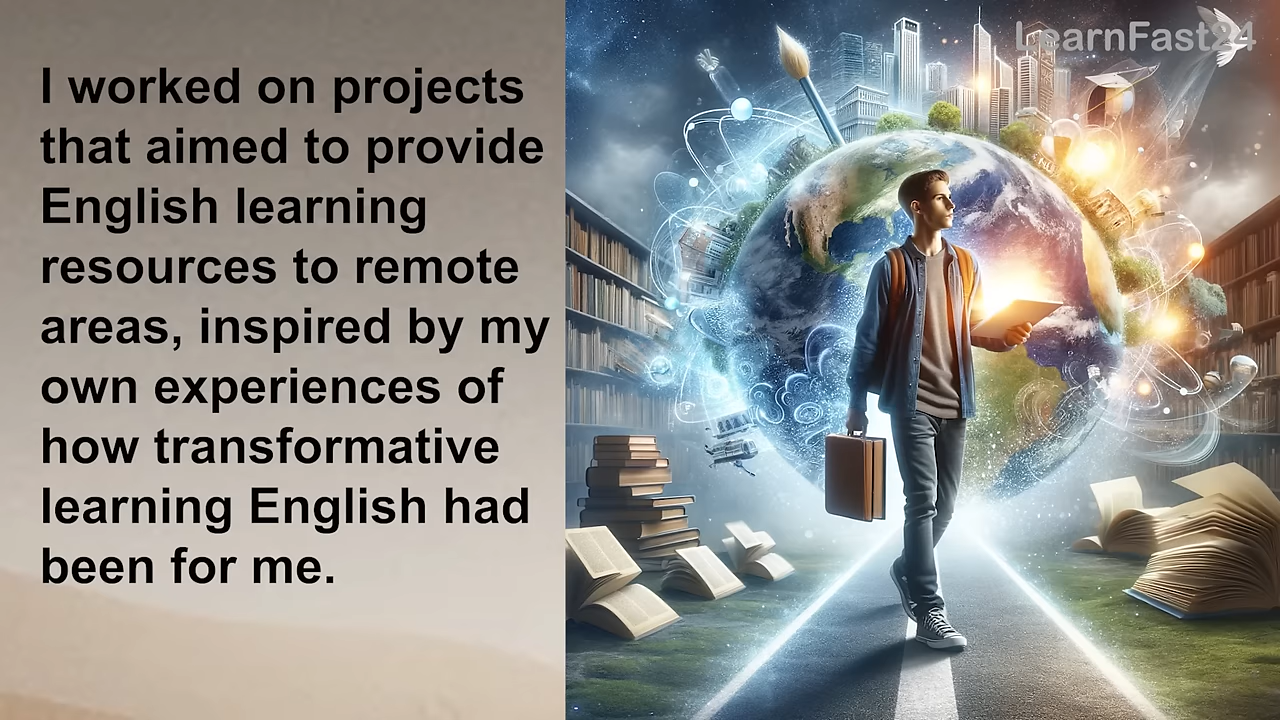 I worked on projects
that aimed to provide
English learning
resources to remote
areas, inspired by my
own experiences of
how transformative
learning English had
been for me.
LearnFast24